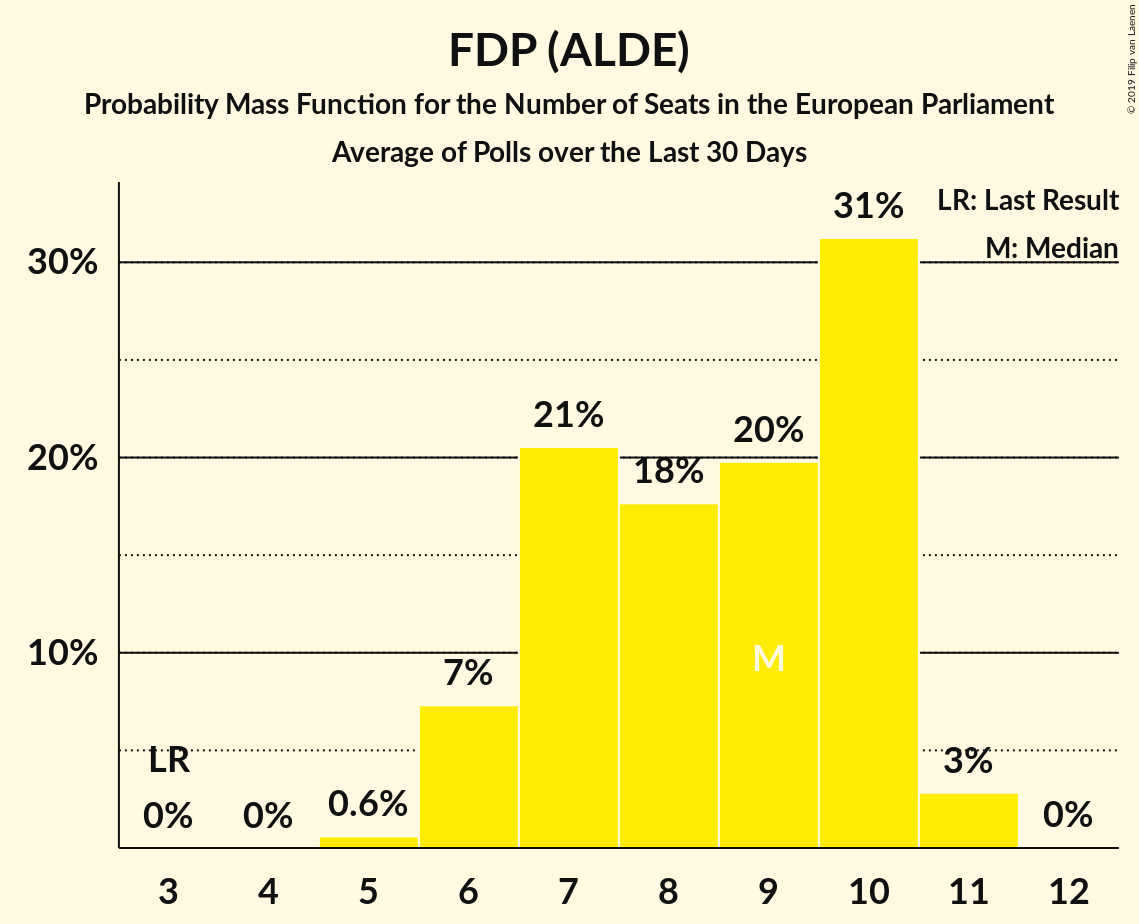 FDP (ALDE)
Probability Mass Function for the Number of Seats in the European Parliament
Average of Polls over the Last 30 Days
© 2019 Filip van Laenen
LR: Last Result
M: Median
31%
30%
21%
20%
20%
18%
10%
7%
M
LR
3%
0%
0%
0.6%
0%
3 4 5 6 7 8 9 10 11 12